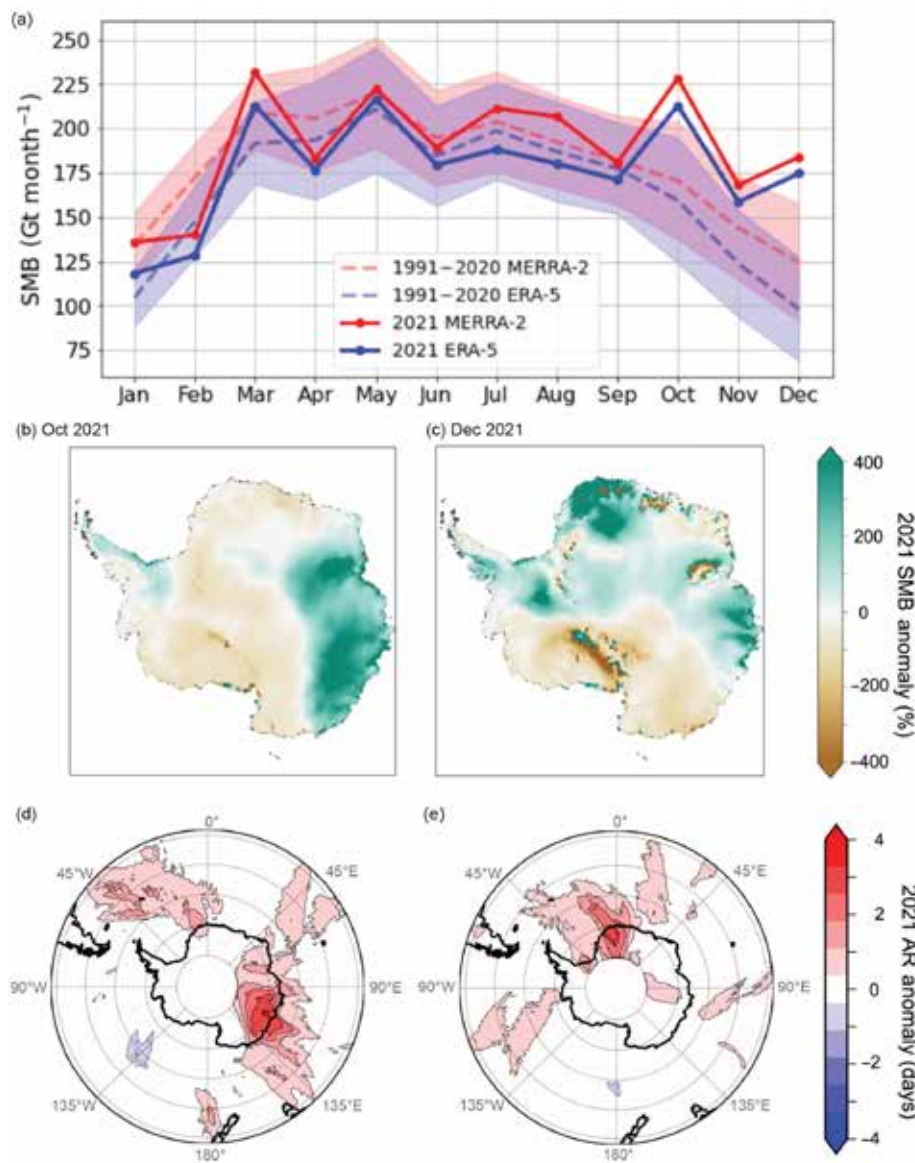 (a)
250
225
200
175
150
125
100
75
SMB (Gt month⁻¹)
1991−2020 MERRA-2
1991−2020 ERA-5
2021 MERRA-2
2021 ERA-5
Jan Feb Mar Apr May Jun Jul Aug Sep Oct Nov Dec
(b) Oct 2021
(c) Dec 2021
400
200
0
−200
−400
2021 SMB anomaly (%)
(d)
0°
45°E
90°E
135°E
180°
135°W
90°W
45°W
(e)
0°
45°E
90°E
135°E
180°
135°W
90°W
45°W
4
2
0
−2
−4
2021 AR anomaly (days)